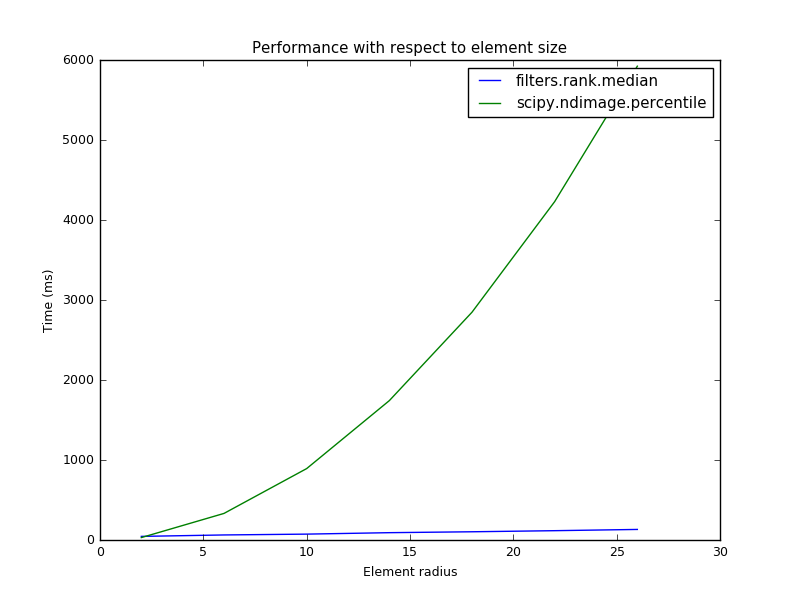 Performance with respect to element size
filters.rank.median
scipy.ndimage.percentile
6000
5000
4000
3000
2000
1000
0
Time (ms)
0 5 10 15 20 25 30
Element radius